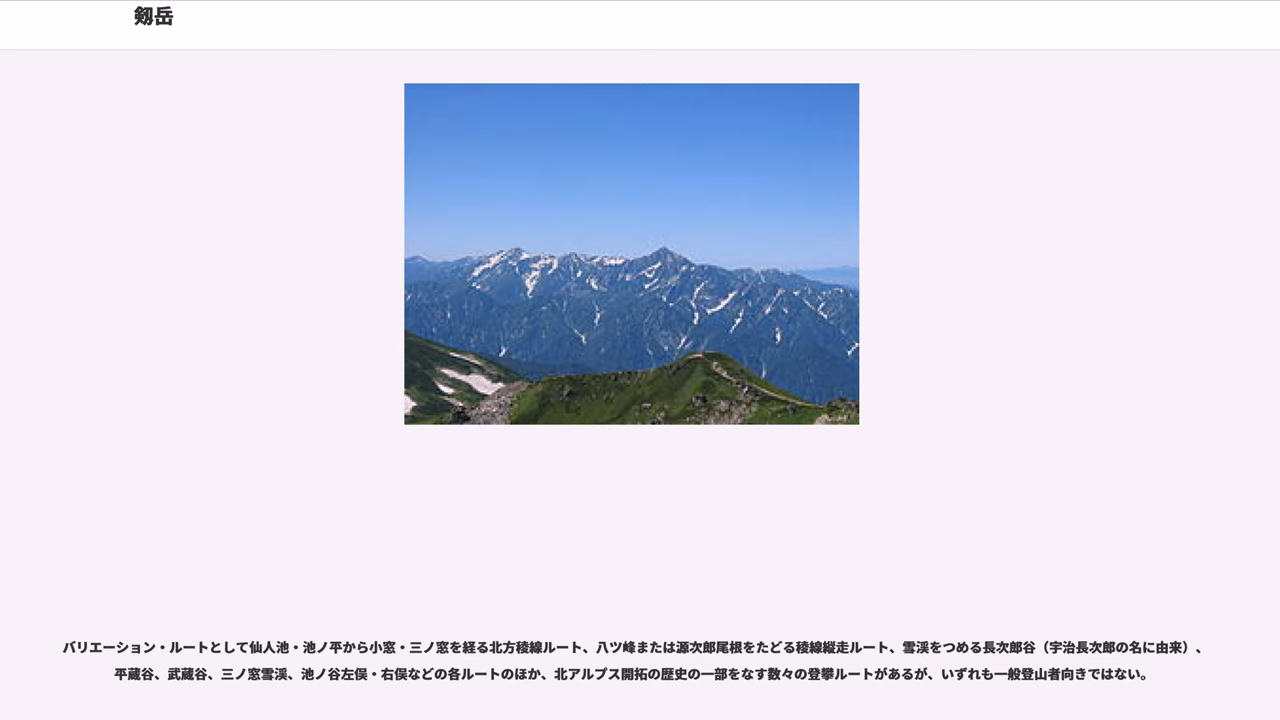 剱岳
バリエーション・ルートとして仙人池・池ノ平から小窓・三ノ窓を経る北方稜線ルート、八ツ峰または源次郎尾根をたどる稜線縦走ルート、雪渓をつめる長次郎谷（宇治長次郎の名に由来）、
平蔵谷、武蔵谷、三ノ窓雪渓、池ノ谷左俣・右俣などの各ルートのほか、北アルプス開拓の歴史の一部をなす数々の登攀ルートがあるが、いずれも一般登山者向きではない。